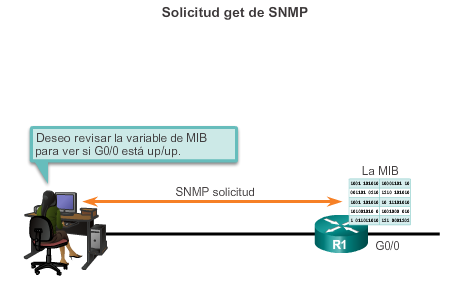 Solicitud get de SNMP
Deseo revisar la variable de MIB
para ver si G0/0 está up/up.
La MIB
SNMP solicitud
R1
G0/0